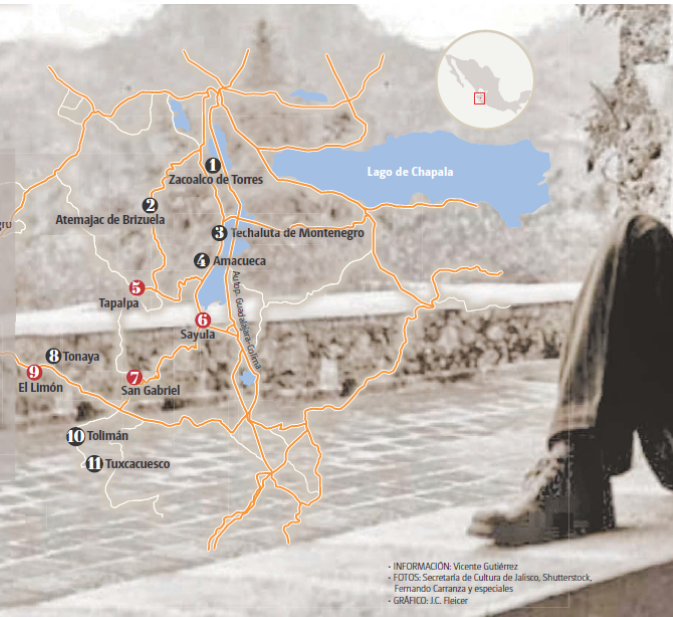 Lago de Chapala
1
Zacoalco de Torres
2
Atemajac de Brizuela
3 Techaluta de Montenegro
4 Amacueca
5
Tapalpa
Autop. Guadalajara-Colima
6
Sayula
8 Tonaya
9
El Limón
7
San Gabriel
10 Tolimán
11 Tuxcacuesco
• INFORMACIÓN: Vicente Gutiérrez
• FOTOS: Secretaría de Cultura de Jalisco, Shutterstock,
Fernando Carranza y especiales
• GRÁFICO: J.C. Fleicer